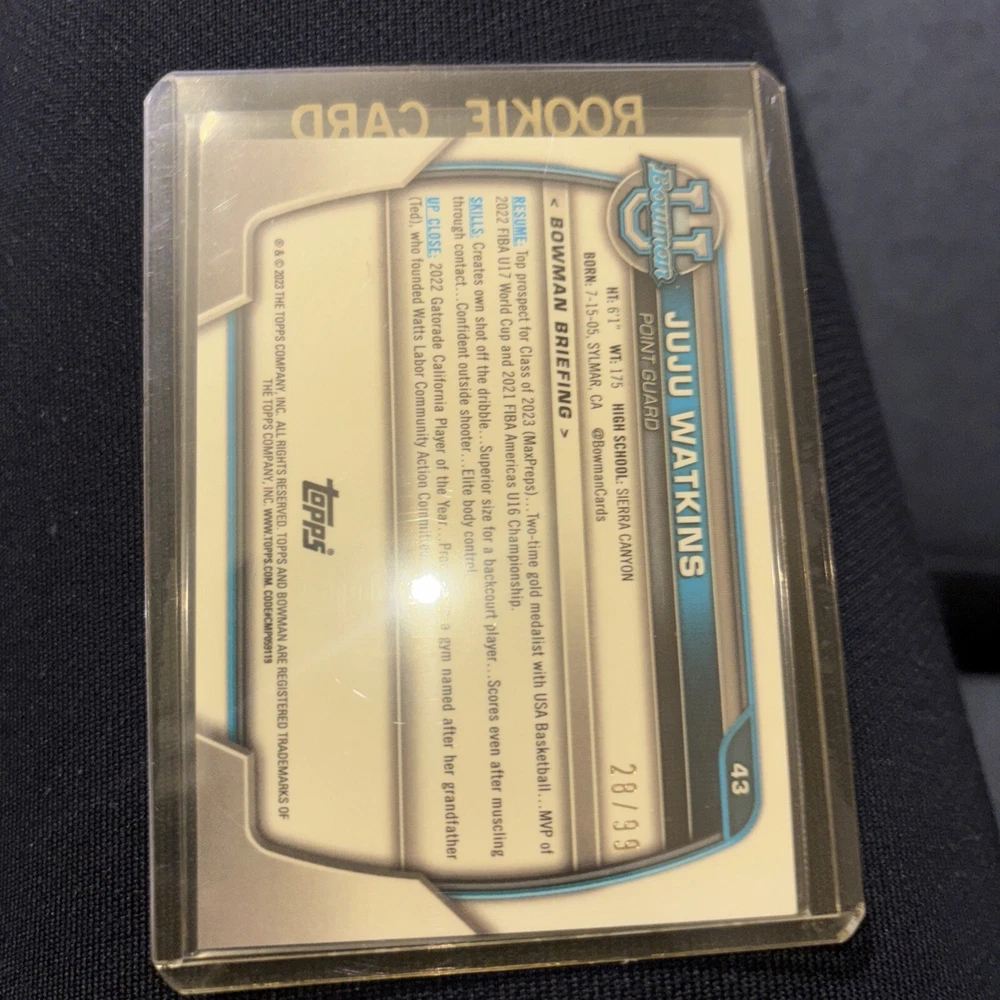 ROOKIE CARD
Bowman U
JUJU WATKINS
POINT GUARD
43
HT: 6'1" WT: 175 HIGH SCHOOL: SIERRA CANYON
BORN: 7-15-05, SYLMAR, CA @BowmanCards
28/99
< BOWMAN BRIEFING >
RESUME: Top prospect for Class of 2023 (MaxPreps)...Two-time gold medalist with USA Basketball...MVP of
2022 FIBA U17 World Cup and 2021 FIBA Americas U16 Championship.
SKILLS: Creates own shot off the dribble...Superior size for a backcourt player...Scores even after muscling
through contact...Confident outside shooter...Elite body control.
UP CLOSE: 2022 Gatorade California Player of the Year... a gym named after her grandfather
(Ted), who founded Watts Labor Community Action Committee.
topps
® & © 2023 THE TOPPS COMPANY, INC. ALL RIGHTS RESERVED. TOPPS AND BOWMAN ARE REGISTERED TRADEMARKS OF
THE TOPPS COMPANY, INC. WWW.TOPPS.COM. CODE#CMP059119